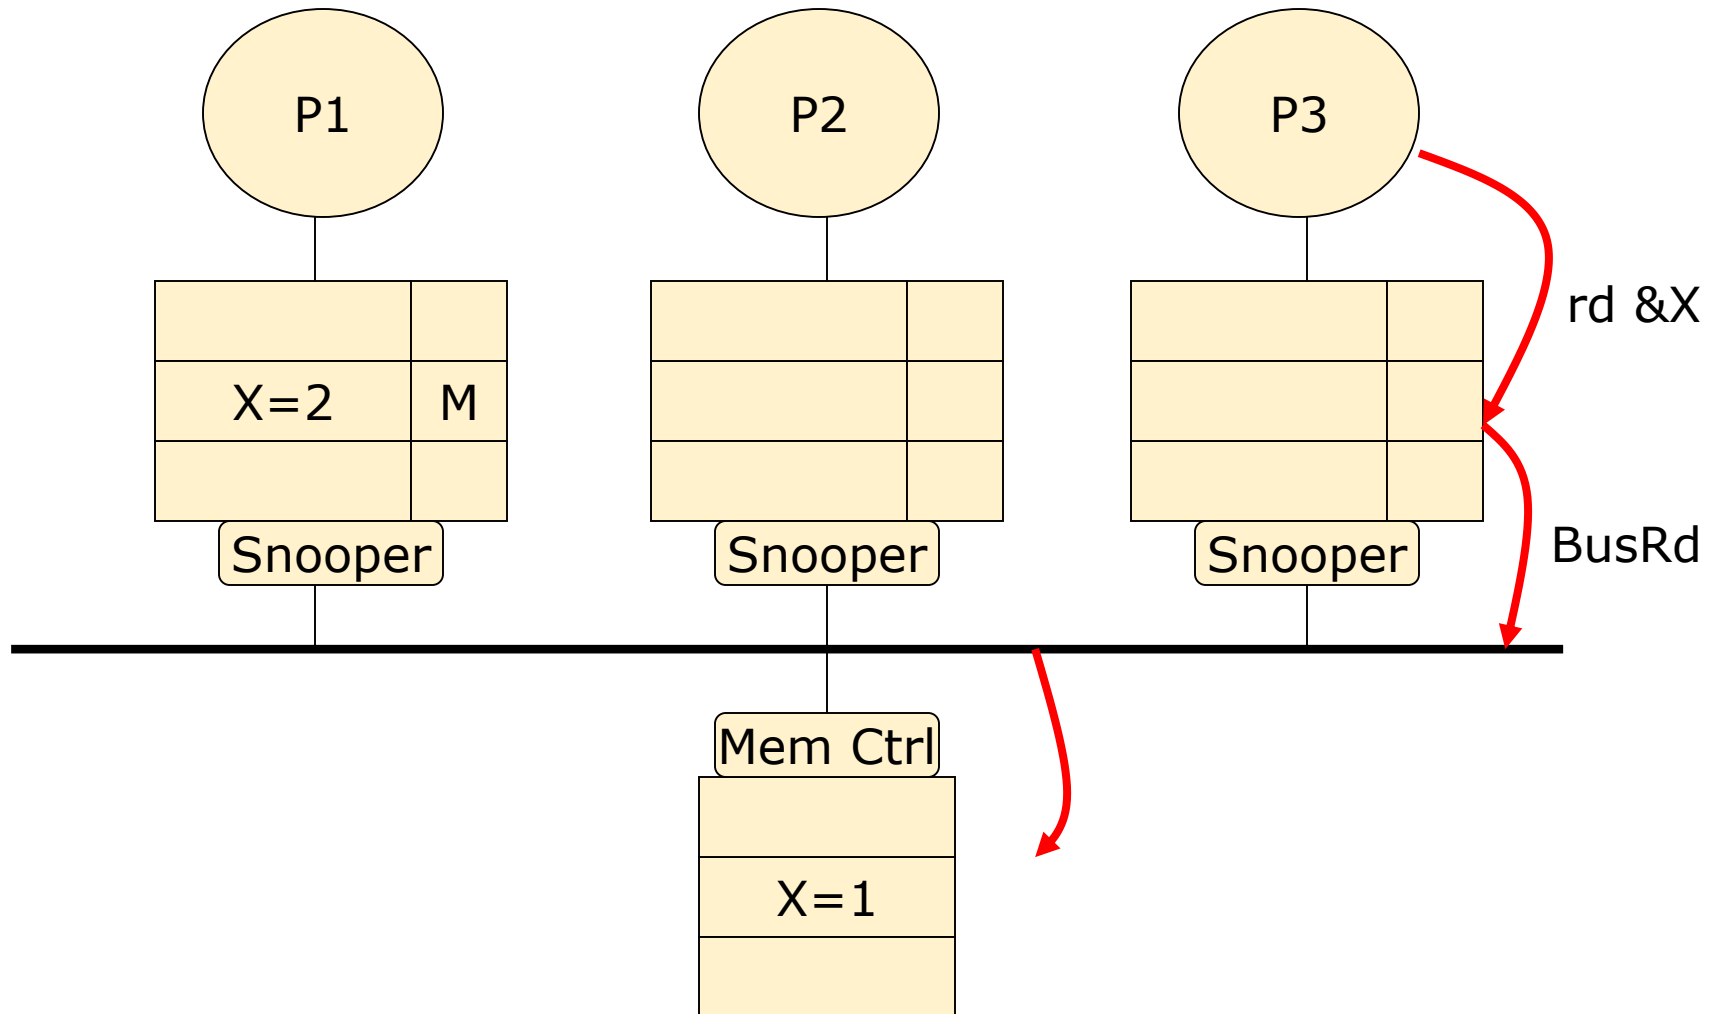 P1
P2
P3
rd &X
X=2
M
Snooper
Snooper
Snooper
BusRd
Mem Ctrl
X=1